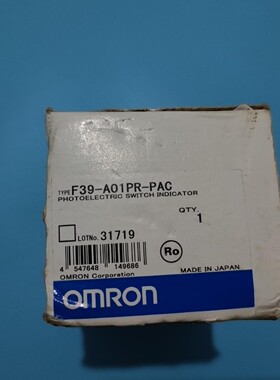 TYPE F39-A01PR-PAC
PHOTOELECTRIC SWITCH INDICATOR
QTY.
1
LOTNo. 31719
4 547648 149686
Ro
OMRON Corporation
MADE IN JAPAN
OMRON